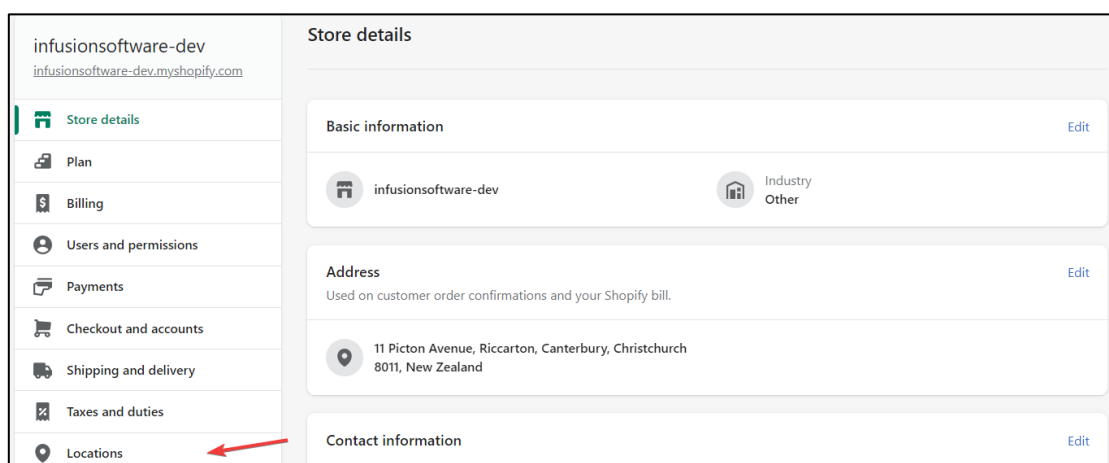 infusionsoftware-dev
infusionsoftware-dev.myshopify.com
Store details
Plan
Billing
Users and permissions
Payments
Checkout and accounts
Shipping and delivery
Taxes and duties
Locations
Store details
Basic information
Edit
infusionsoftware-dev
Industry
Other
Address
Edit
Used on customer order confirmations and your Shopify bill.
11 Picton Avenue, Riccarton, Canterbury, Christchurch
8011, New Zealand
Contact information
Edit